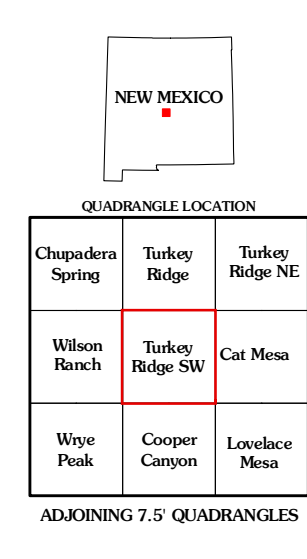 NEW MEXICO
QUADRANGLE LOCATION
Chupadera
Spring
Turkey
Ridge
Turkey
Ridge NE
Wilson
Ranch
Turkey
Ridge SW
Cat Mesa
Wrye
Peak
Cooper
Canyon
Lovelace
Mesa
ADJOINING 7.5' QUADRANGLES